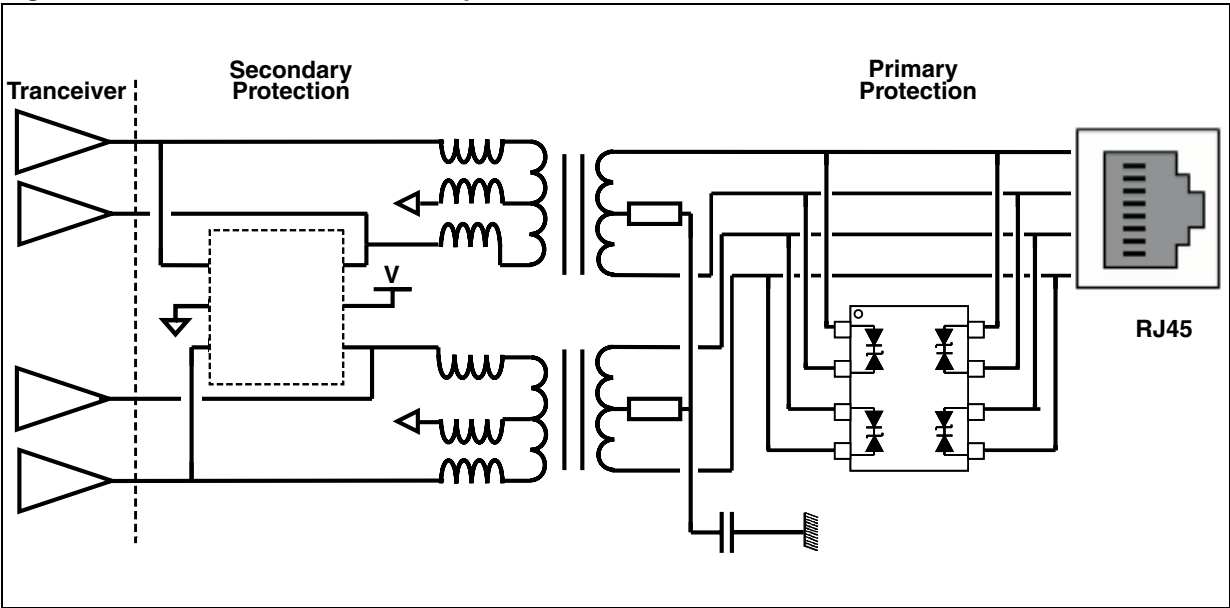 Tranceiver
Secondary
Protection
Primary
Protection
V
RJ45